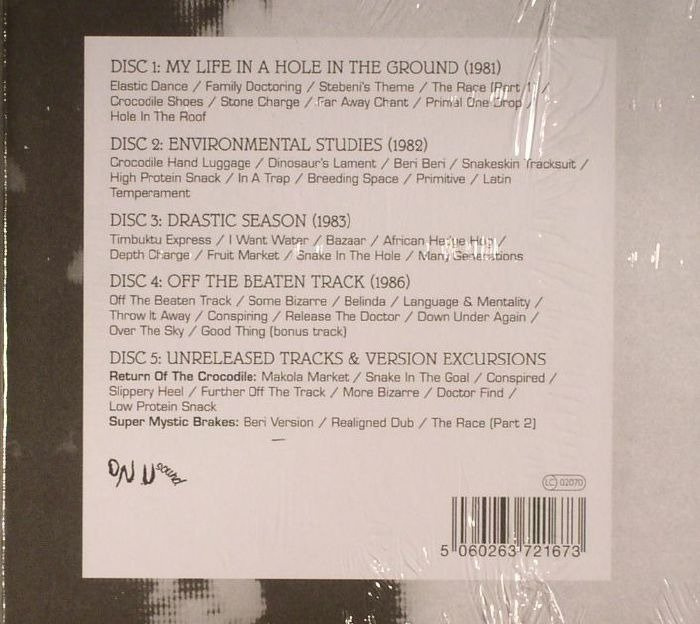 DISC 1: MY LIFE IN A HOLE IN THE GROUND (1981)
Elastic Dance / Family Doctoring / Stebeni's Theme / The Race (Part 1) /
Crocodile Shoes / Stone Charge / Far Away Chant / Primal One Drop /
Hole In The Roof
DISC 2: ENVIRONMENTAL STUDIES (1982)
Crocodile Hand Luggage / Dinosaur's Lament / Beri Beri / Snakeskin Tracksuit /
High Protein Snack / In A Trap / Breeding Space / Primitive / Latin
Temperament
DISC 3: DRASTIC SEASON (1983)
Timbuktu Express / I Want Water / Bazaar / African Hedge Hog /
Depth Charge / Fruit Market / Snake In The Hole / Many Generations
DISC 4: OFF THE BEATEN TRACK (1986)
Off The Beaten Track / Some Bizarre / Belinda / Language & Mentality /
Throw It Away / Conspiring / Release The Doctor / Down Under Again /
Over The Sky / Good Thing (bonus track)
DISC 5: UNRELEASED TRACKS & VERSION EXCURSIONS
Return Of The Crocodile: Makola Market / Snake In The Goal / Conspired /
Slippery Heel / Further Off The Track / More Bizarre / Doctor Find /
Low Protein Snack
Super Mystic Brakes: Beri Version / Realigned Dub / The Race (Part 2)
ON U sound
LC 02070
5 060263 721673